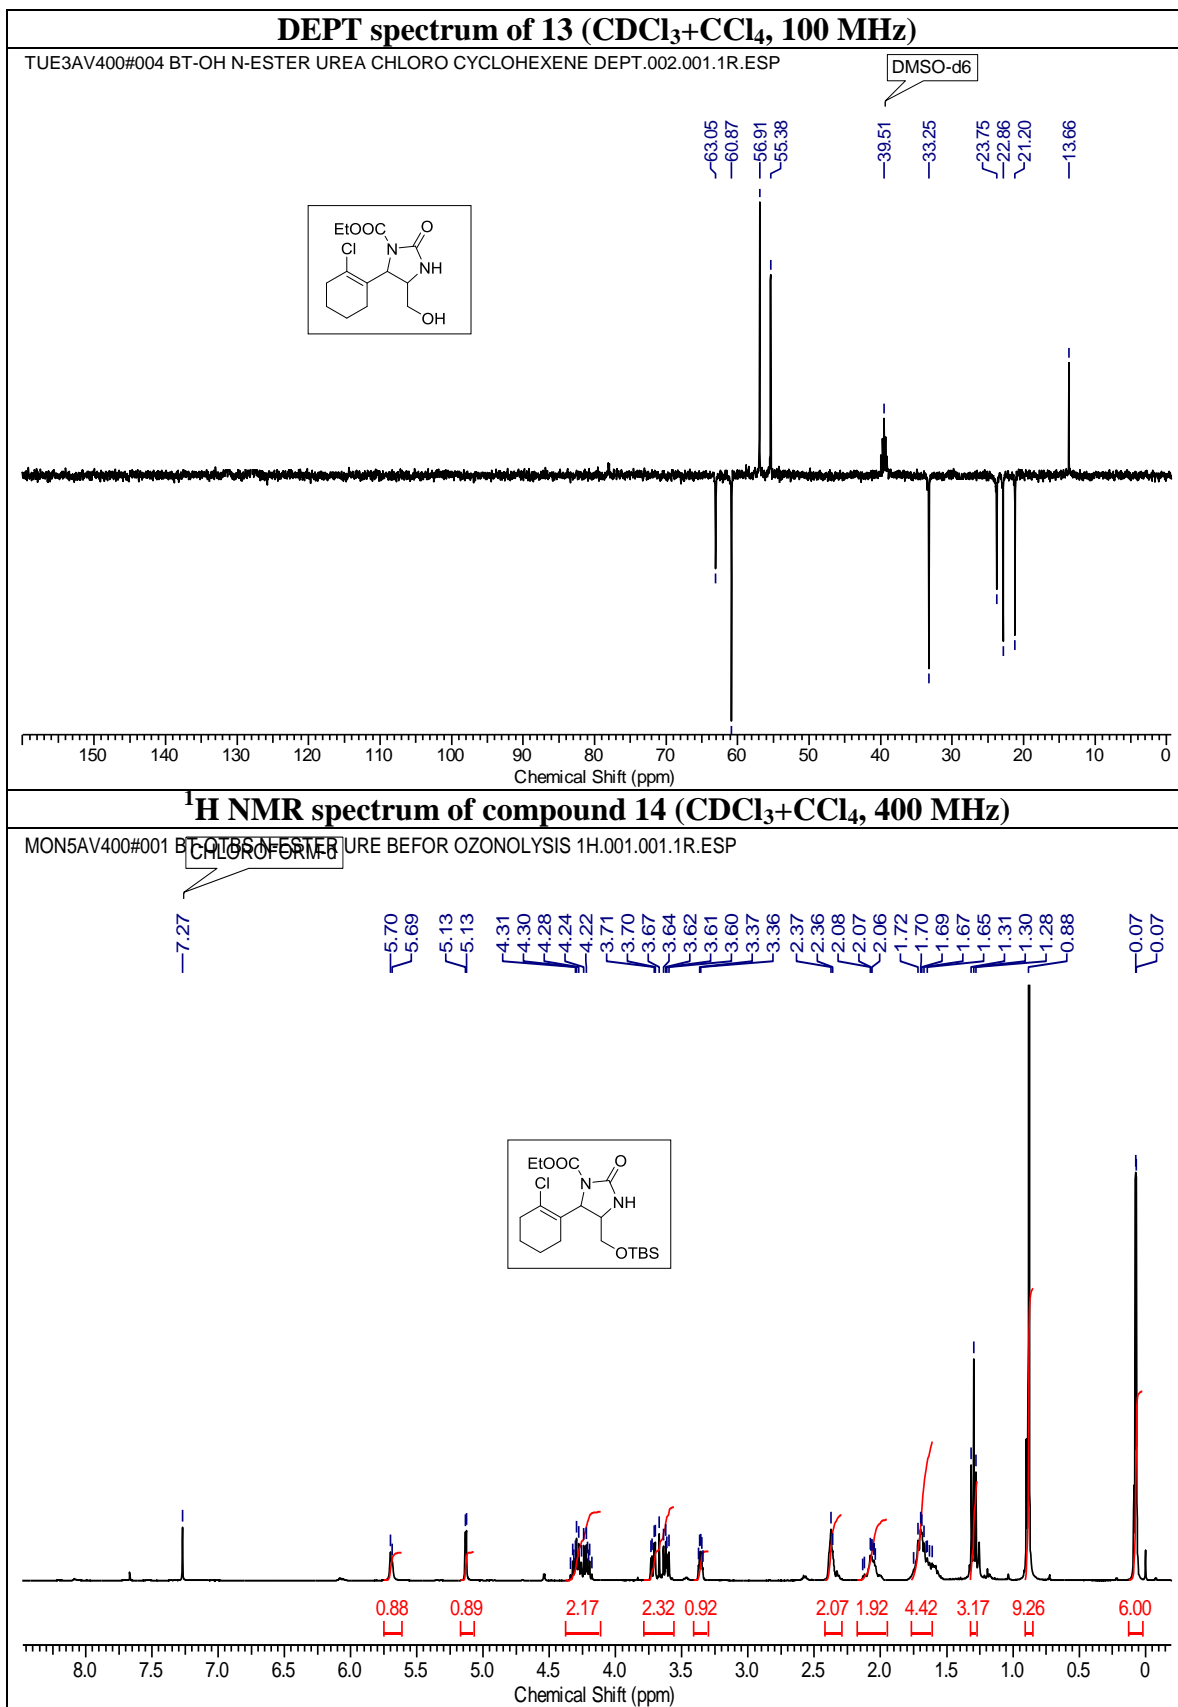 DEPT spectrum of 13 (CDCl3+CCl4, 100 MHz)
TUE3AV400#004 BT-OH N-ESTER UREA CHLORO CYCLOHEXENE DEPT.002.001.1R.ESP
DMSO-d6
63.05
60.87
56.91
55.38
39.51
33.25
23.75
22.86
21.20
13.66
EtOOC
O
Cl
N
NH
OH
150 140 130 120 110 100 90 80 70 60 50 40 30 20 10 0
Chemical Shift (ppm)
1H NMR spectrum of compound 14 (CDCl3+CCl4, 400 MHz)
MON5AV400#001 BT-OTBS N-ESTER URE BEFOR OZONOLYSIS 1H.001.001.1R.ESP
CHLOROFORM-d
7.27
5.70
5.69
5.13
5.13
4.31
4.30
4.28
4.24
4.22
3.71
3.70
3.67
3.64
3.62
3.61
3.60
3.37
3.36
2.37
2.36
2.08
2.07
2.06
1.72
1.70
1.69
1.67
1.65
1.31
1.30
1.28
0.88
0.07
0.07
EtOOC
O
Cl
N
NH
OTBS
0.88 0.89 2.17 2.32 0.92 2.07 1.92 4.42 3.17 9.26 6.00
8.0 7.5 7.0 6.5 6.0 5.5 5.0 4.5 4.0 3.5 3.0 2.5 2.0 1.5 1.0 0.5 0
Chemical Shift (ppm)